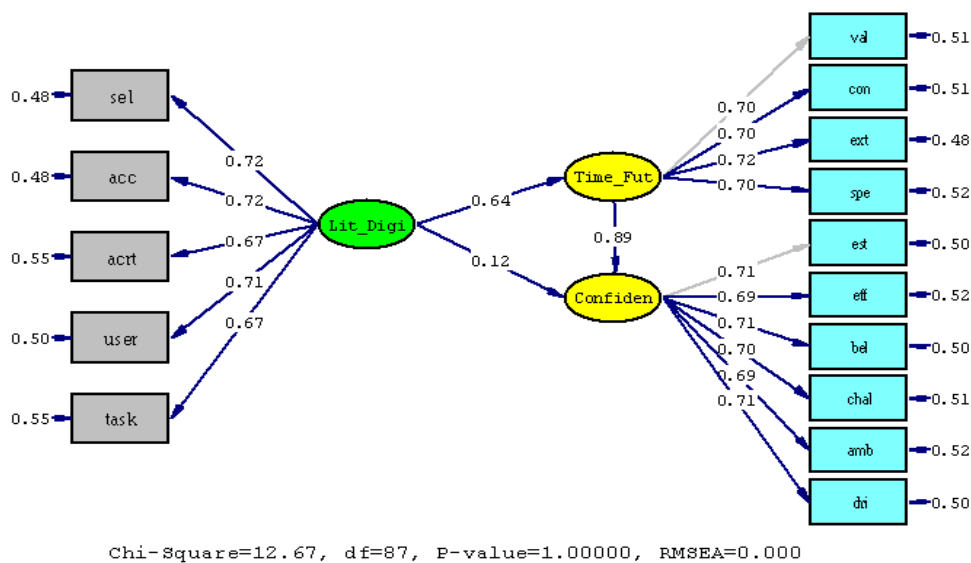 0.48 sel
0.48 acc
0.55 acrt
0.50 user
0.55 task
0.72
0.72
0.67
0.71
0.67
Lit_Digi
0.64
0.12
Time_Fut
0.89
Confiden
0.70
0.70
0.72
0.70
0.71
0.69
0.71
0.70
0.69
0.71
val 0.51
con 0.51
ext 0.48
spe 0.52
est 0.50
eff 0.52
bel 0.50
chal 0.51
amb 0.52
dri 0.50
Chi-Square=12.67, df=87, P-value=1.00000, RMSEA=0.000